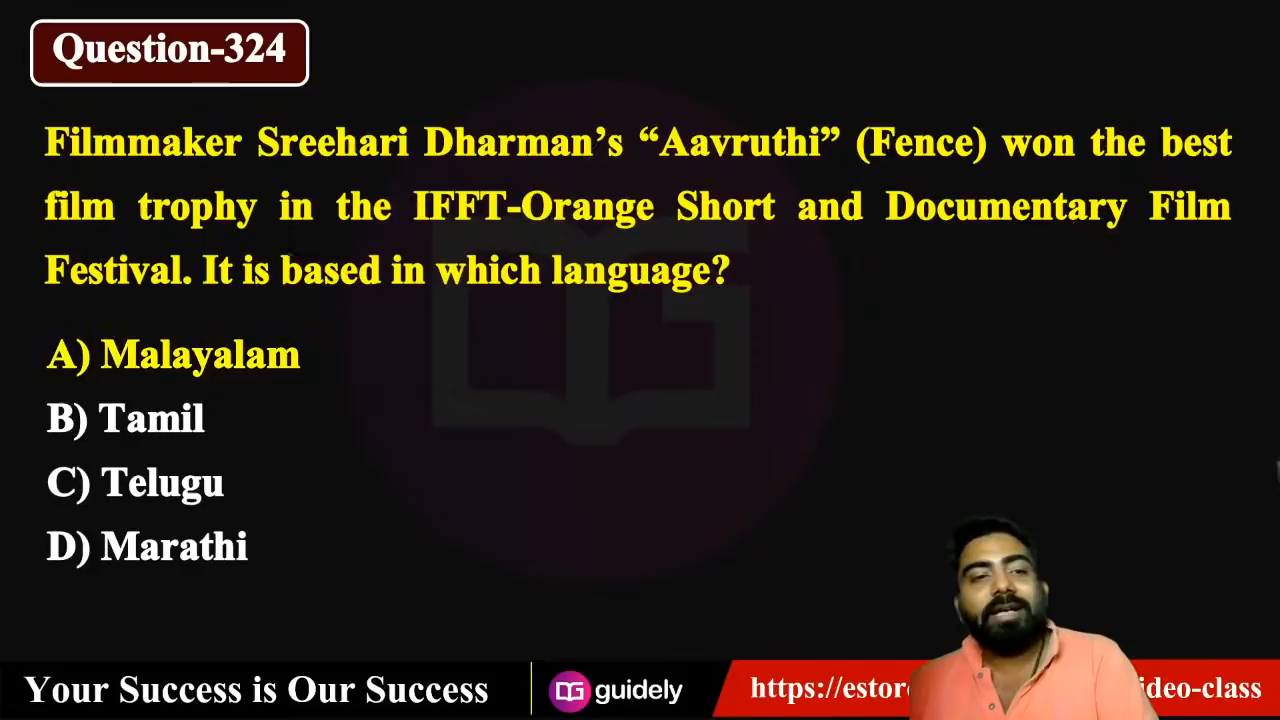 Question-324
Filmmaker Sreehari Dharman’s “Aavruthi” (Fence) won the best
film trophy in the IFFT-Orange Short and Documentary Film
Festival. It is based in which language?
A) Malayalam
B) Tamil
C) Telugu
D) Marathi
Your Success is Our Success
guidely
https://estor
ideo-class